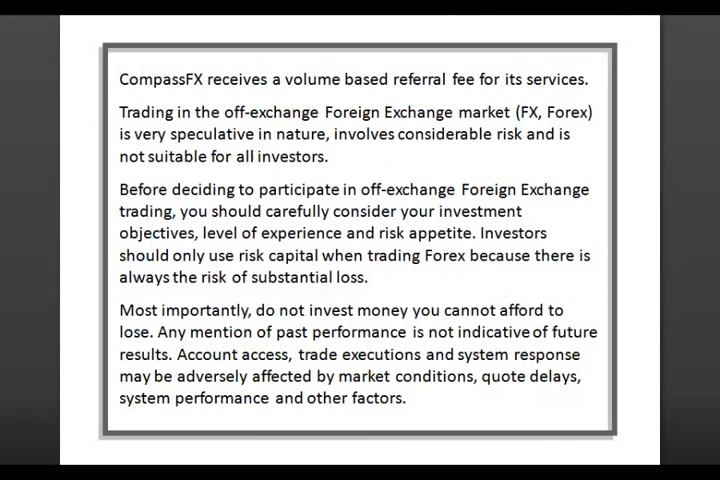 CompassFX receives a volume based referral fee for its services.
Trading in the off-exchange Foreign Exchange market (FX, Forex)
is very speculative in nature, involves considerable risk and is
not suitable for all investors.
Before deciding to participate in off-exchange Foreign Exchange
trading, you should carefully consider your investment
objectives, level of experience and risk appetite. Investors
should only use risk capital when trading Forex because there is
always the risk of substantial loss.
Most importantly, do not invest money you cannot afford to
lose. Any mention of past performance is not indicative of future
results. Account access, trade executions and system response
may be adversely affected by market conditions, quote delays,
system performance and other factors.